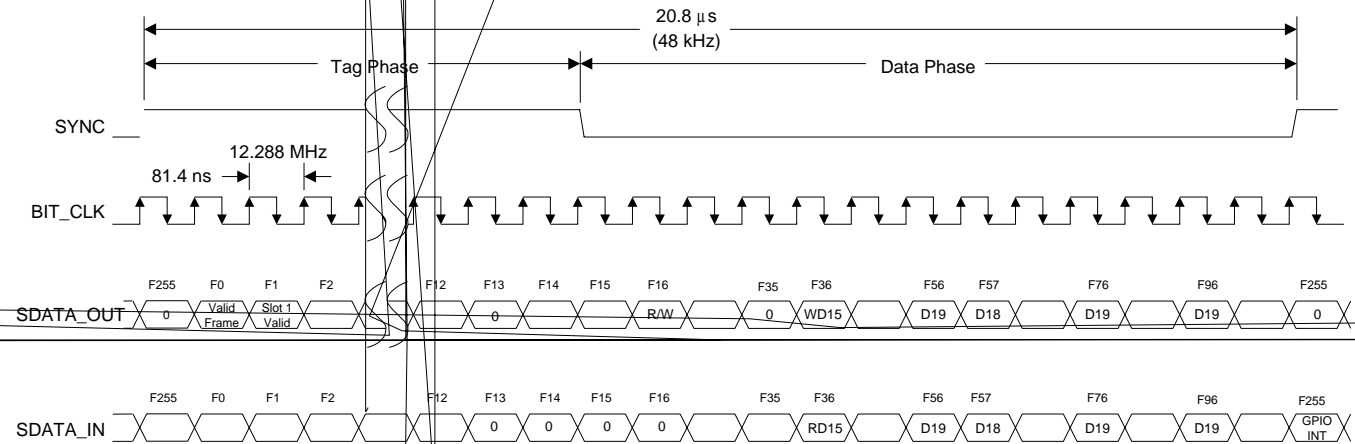 20.8 µs
(48 kHz)
Tag Phase
Data Phase
SYNC
12.288 MHz
81.4 ns
BIT_CLK
F255 F0 F1 F2 F12 F13 F14 F15 F16 F35 F36 F56 F57 F76 F96 F255
SDATA_OUT 0 Valid Frame Slot 1 Valid 0 R/W 0 WD15 D19 D18 D19 D19 0
F255 F0 F1 F2 F12 F13 F14 F15 F16 F35 F36 F56 F57 F76 F96 F255
SDATA_IN 0 0 0 0 RD15 D19 D18 D19 D19 GPIO INT